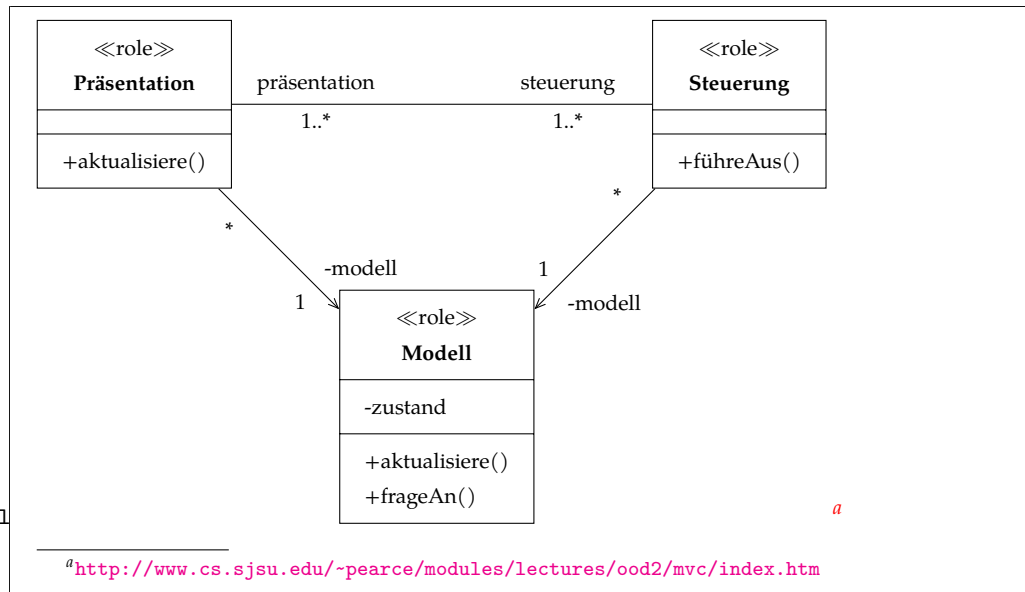 ≪role≫
Präsentation
+aktualisiere()
präsentation
1..*
steuerung
1..*
≪role≫
Steuerung
+führeAus()
*
-modell
1
*
1
-modell
≪role≫
Modell
-zustand
+aktualisiere()
+frageAn()
a
ahttp://www.cs.sjsu.edu/~pearce/modules/lectures/ood2/mvc/index.htm